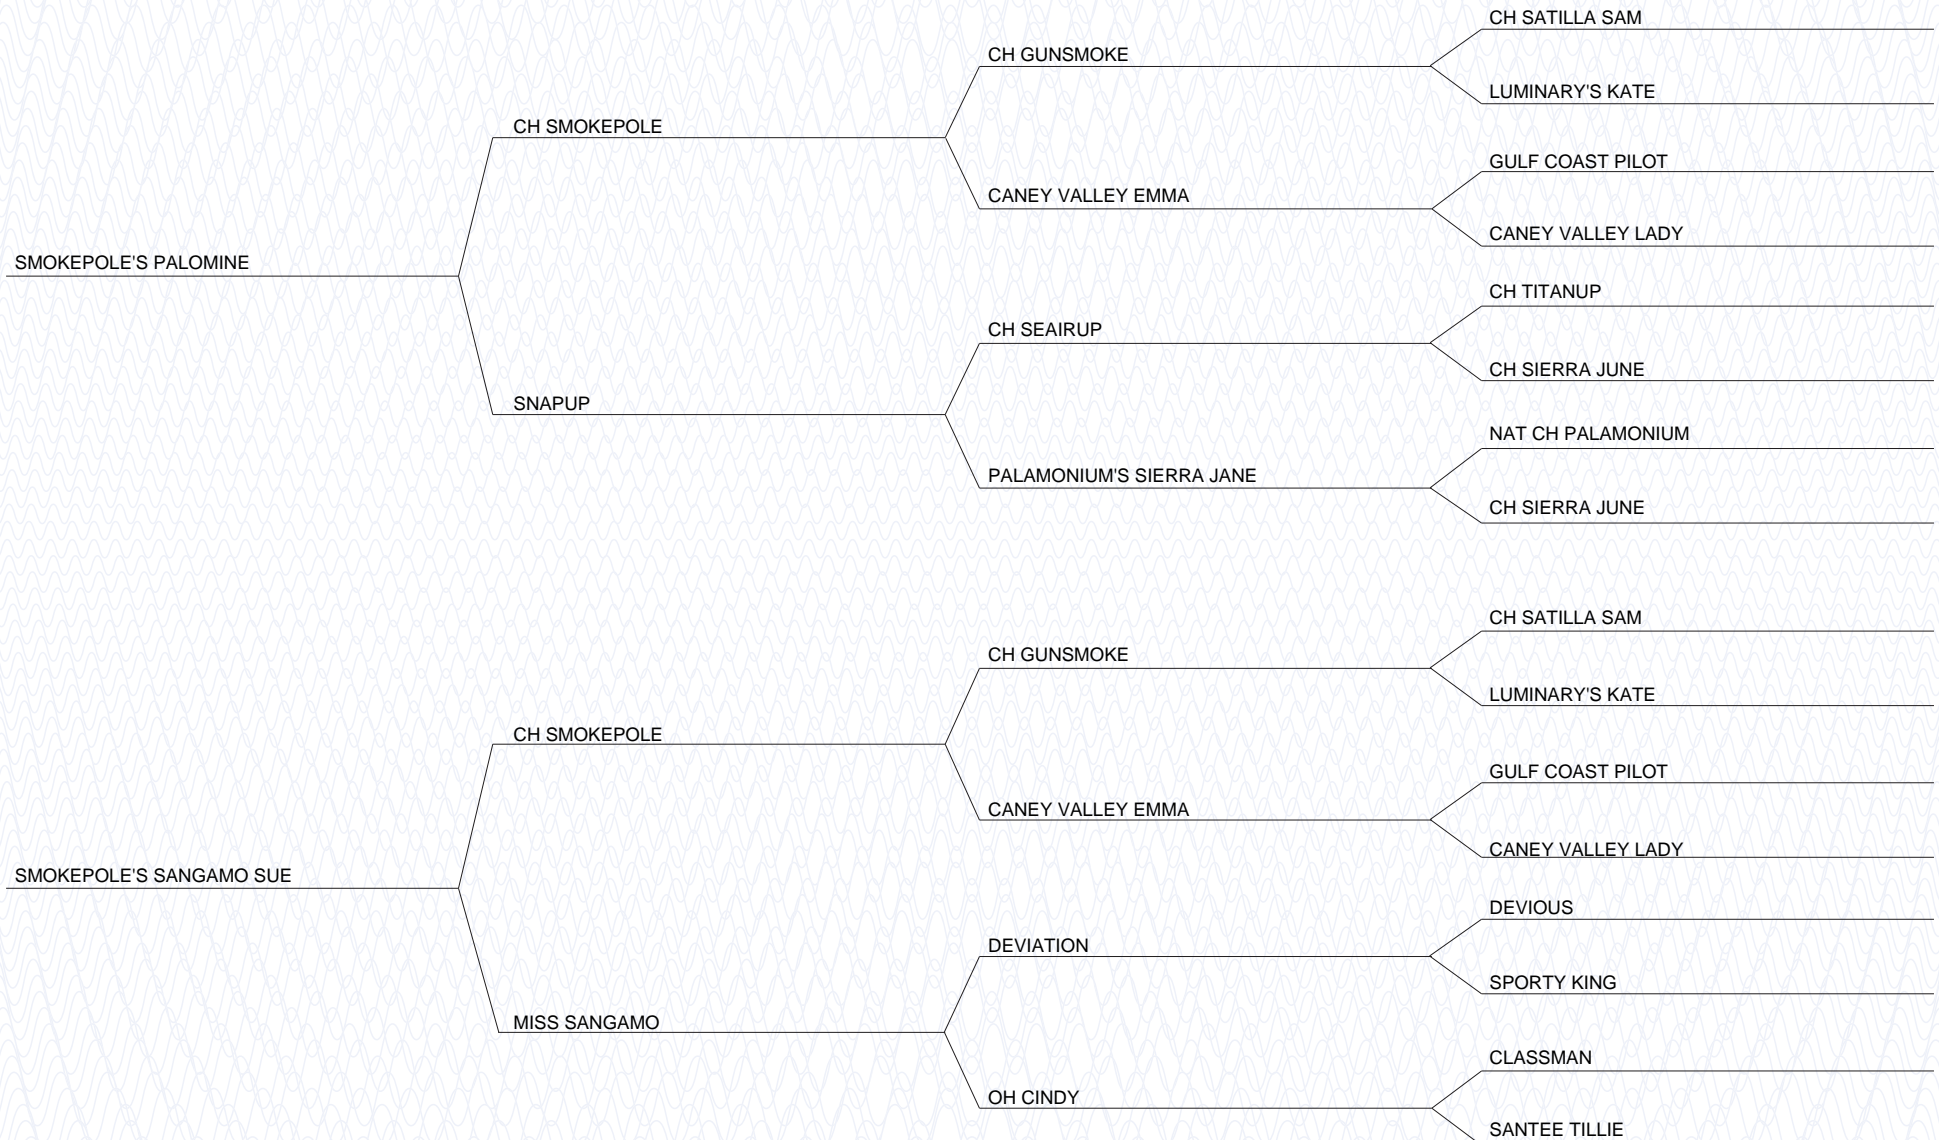 CH SATILLA SAM
CH GUNSMOKE
LUMINARY'S KATE
CH SMOKEPOLE
GULF COAST PILOT
CANEY VALLEY EMMA
CANEY VALLEY LADY
SMOKEPOLE'S PALOMINE
CH TITANUP
CH SEAIRUP
CH SIERRA JUNE
SNAPUP
NAT CH PALAMONIUM
PALAMONIUM'S SIERRA JANE
CH SIERRA JUNE
CH SATILLA SAM
CH GUNSMOKE
LUMINARY'S KATE
CH SMOKEPOLE
GULF COAST PILOT
CANEY VALLEY EMMA
CANEY VALLEY LADY
SMOKEPOLE'S SANGAMO SUE
DEVIOUS
DEVIATION
SPORTY KING
MISS SANGAMO
CLASSMAN
OH CINDY
SANTEE TILLIE